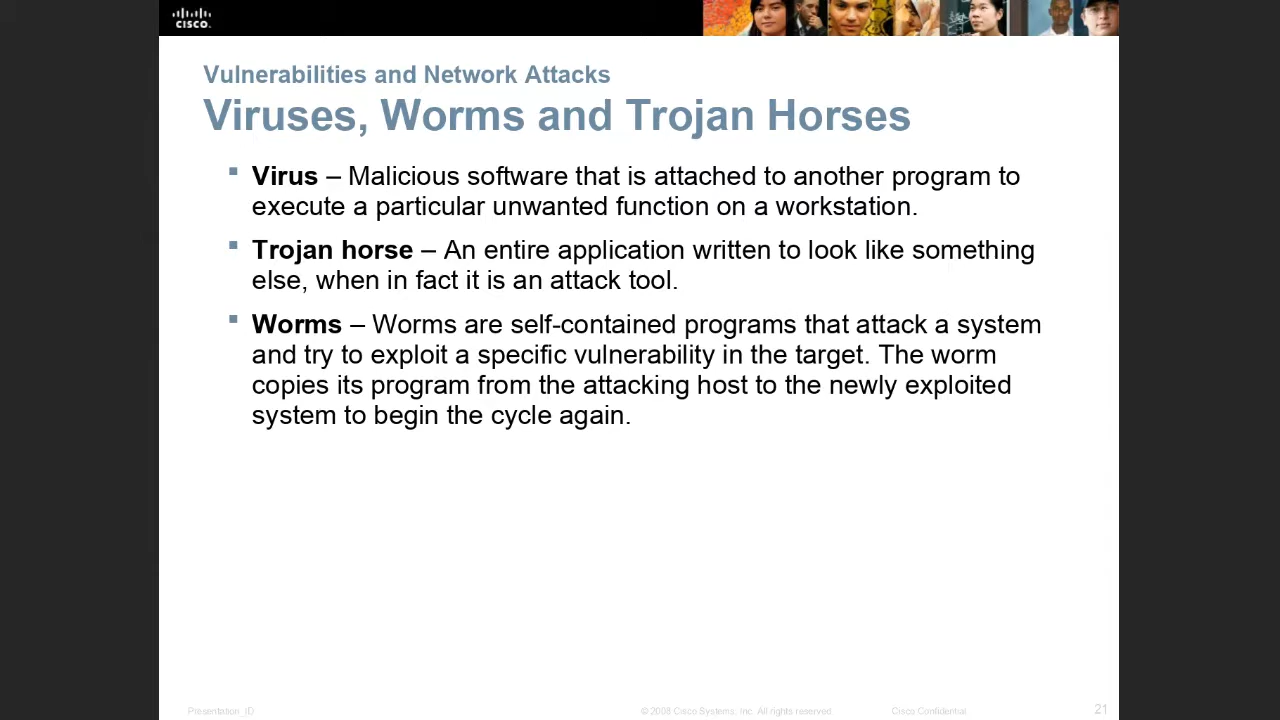 CISCO
Vulnerabilities and Network Attacks
Viruses, Worms and Trojan Horses
Virus – Malicious software that is attached to another program to
execute a particular unwanted function on a workstation.
Trojan horse – An entire application written to look like something
else, when in fact it is an attack tool.
Worms – Worms are self-contained programs that attack a system
and try to exploit a specific vulnerability in the target. The worm
copies its program from the attacking host to the newly exploited
system to begin the cycle again.
Presentation_ID
© 2008 Cisco Systems, Inc. All rights reserved
Cisco Confidential
21